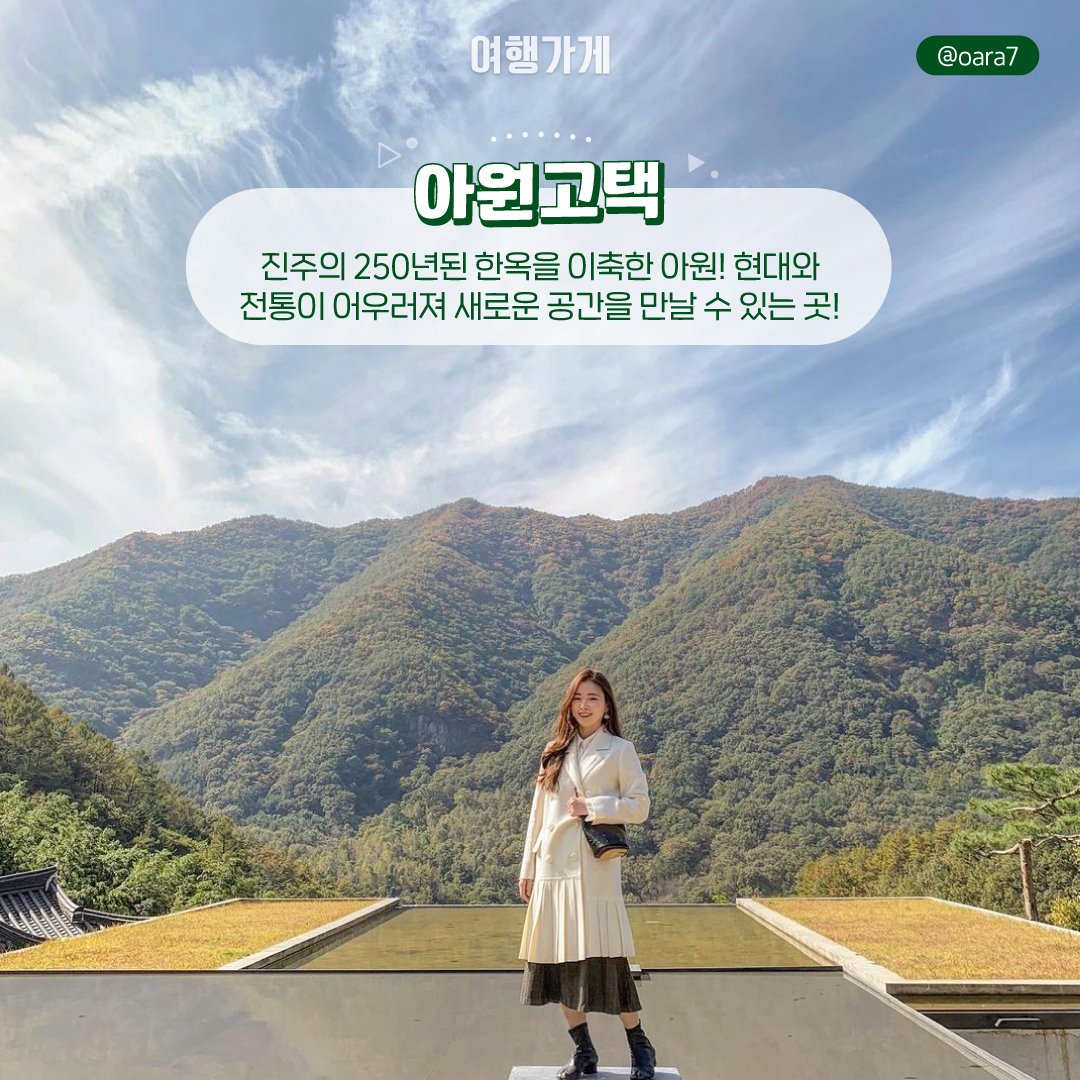 여행가게
@oara7
아원고택
진주의 250년된 한옥을 이축한 아원! 현대와
전통이 어우러져 새로운 공간을 만날 수 있는 곳!